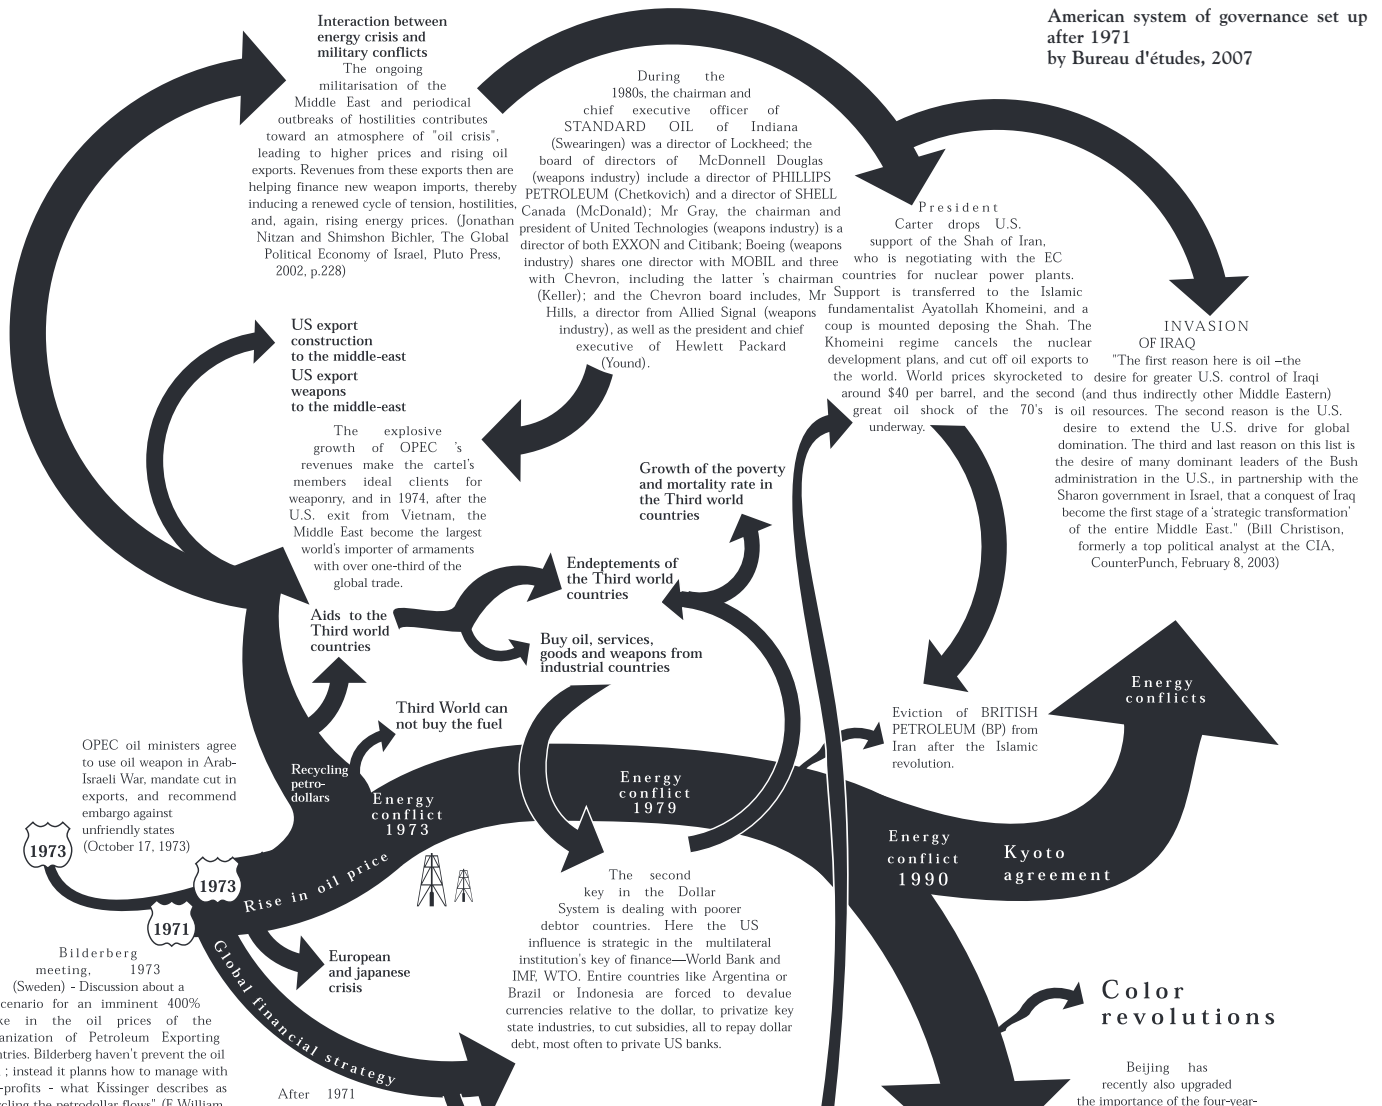 American system of governance set up
after 1971
by Bureau d'études, 2007
Interaction between
energy crisis and
military conflicts
The ongoing
militarisation of the
Middle East and periodical
outbreaks of hostilities contributes
toward an atmosphere of "oil crisis",
leading to higher prices and rising oil
exports. Revenues from these exports then are
helping finance new weapon imports, thereby
inducing a renewed cycle of tension, hostilities,
and, again, rising energy prices. (Jonathan
Nitzan and Shimshon Bichler, The Global
Political Economy of Israel, Pluto Press,
2002, p.228)
During the
1980s, the chairman and
chief executive officer of
STANDARD OIL of Indiana
(Swearingen) was a director of Lockheed; the
board of directors of McDonnell Douglas
(weapons industry) include a director of PHILLIPS
PETROLEUM (Chetkovich) and a director of SHELL
Canada (McDonald); Mr Gray, the chairman and
president of United Technologies (weapons industry) is a
director of both EXXON and Citibank; Boeing (weapons
industry) shares one director with MOBIL and three
with Chevron, including the latter 's chairman
(Keller); and the Chevron board includes, Mr
Hills, a director from Allied Signal (weapons
industry), as well as the president and chief
executive of Hewlett Packard
(Yound).
President
Carter drops U.S.
support of the Shah of Iran,
who is negotiating with the EC
countries for nuclear power plants.
Support is transferred to the Islamic
fundamentalist Ayatollah Khomeini, and a
coup is mounted deposing the Shah. The
Khomeini regime cancels the nuclear
development plans, and cut off oil exports to
the world. World prices skyrocketed to
around $40 per barrel, and the second
great oil shock of the 70's is
underway.
INVASION
OF IRAQ
"The first reason here is oil –the
desire for greater U.S. control of Iraqi
(and thus indirectly other Middle Eastern)
oil resources. The second reason is the U.S.
desire to extend the U.S. drive for global
domination. The third and last reason on this list is
the desire of many dominant leaders of the Bush
administration in the U.S., in partnership with the
Sharon government in Israel, that a conquest of Iraq
become the first stage of a 'strategic transformation'
of the entire Middle East." (Bill Christison,
formerly a top political analyst at the CIA,
CounterPunch, February 8, 2003)
US export
construction
to the middle-east
US export
weapons
to the middle-east
The explosive
growth of OPEC 's
revenues make the cartel's
members ideal clients for
weaponry, and in 1974, after the
U.S. exit from Vietnam, the
Middle East become the largest
world's importer of armaments
with over one-third of the
global trade.
Growth of the poverty
and mortality rate in
the Third world
countries
Endeptements of
the Third world
countries
Aids to the
Third world
countries
Buy oil, services,
goods and weapons from
industrial countries
Third World can
not buy the fuel
Eviction of BRITISH
PETROLEUM (BP) from
Iran after the Islamic
revolution.
Energy
conflicts
OPEC oil ministers agree
to use oil weapon in Arab-
Israeli War, mandate cut in
exports, and recommend
embargo against
unfriendly states
(October 17, 1973)
Recycling
petro-
dollars
Energy
conflict
1973
Energy
conflict
1979
Energy
conflict
1990
Kyoto
agreement
1973
1973
1971
Rise in oil price
Global financial strategy
European
and japanese
crisis
The second
key in the Dollar
System is dealing with poorer
debtor countries. Here the US
influence is strategic in the multilateral
institution's key of finance—World Bank and
IMF, WTO. Entire countries like Argentina or
Brazil or Indonesia are forced to devalue
currencies relative to the dollar, to privatize key
state industries, to cut subsidies, all to repay dollar
debt, most often to private US banks.
Bilderberg
meeting, 1973
(Sweden) - Discussion about a
cenario for an imminent 400%
ke in the oil prices of the
anization of Petroleum Exporting
ntries. Bilderberg haven't prevent the oil
; instead it planns how to manage with
-profits - what Kissinger describes as
cling the petrodollar flows" (F. William
After 1971
Color
revolutions
Beijing has
recently also upgraded
the importance of the four-year-